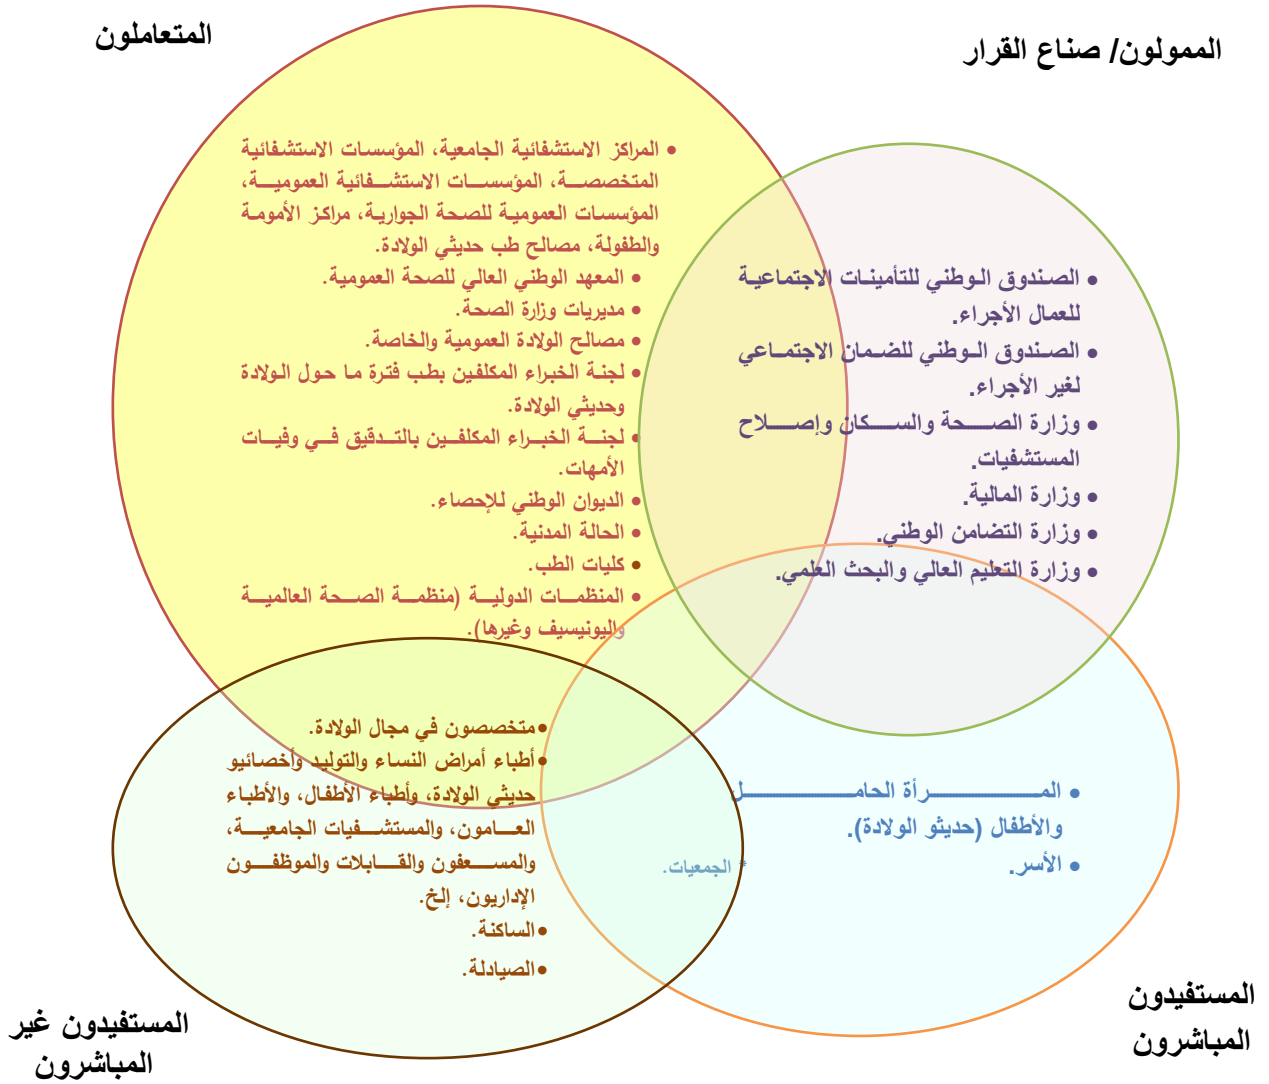 المتعاملون
الممولون/ صناع القرار
• المراكز الاستشفائية الجامعية، المؤسسات الاستشفائية
المتخصصة، المؤسسات الاستشفائية العمومية،
المؤسسات العمومية للصحة الجوارية، مراكز الأمومة
والطفولة، مصالح طب حديثي الولادة.
• المعهد الوطني العالي للصحة العمومية.
• مديريات وزارة الصحة.
• مصالح الولادة العمومية والخاصة.
• لجنة الخبراء المكلفين بطب فترة ما حول الولادة
وحديثي الولادة.
• لجنة الخبراء المكلفين بالتدقيق في وفيات
الأمهات.
• الديوان الوطني للإحصاء.
• الحالة المدنية.
• كليات الطب.
• المنظمات الدولية (منظمة الصحة العالمية
واليونيسيف وغيرها).
• الصندوق الوطني للتأمينات الاجتماعية
للعمال الأجراء.
• الصندوق الوطني للضمان الاجتماعي
لغير الأجراء.
• وزارة الصحة والسكان وإصلاح
المستشفيات.
• وزارة المالية.
• وزارة التضامن الوطني.
• وزارة التعليم العالي والبحث العلمي.
• متخصصون في مجال الولادة.
• أطباء أمراض النساء والتوليد وأخصائيو
حديثي الولادة، وأطباء الأطفال، والأطباء
العامون، والمستشفيات الجامعية،
والمسعفون والقابلات والموظفون
الإداريون، إلخ.
• الساكنة.
• الصيادلة.
• المرأة الحامل
والأطفال (حديثو الولادة).
• الأسر.
* الجمعيات.
المستفيدون
المباشرون
المستفيدون غير
المباشرون